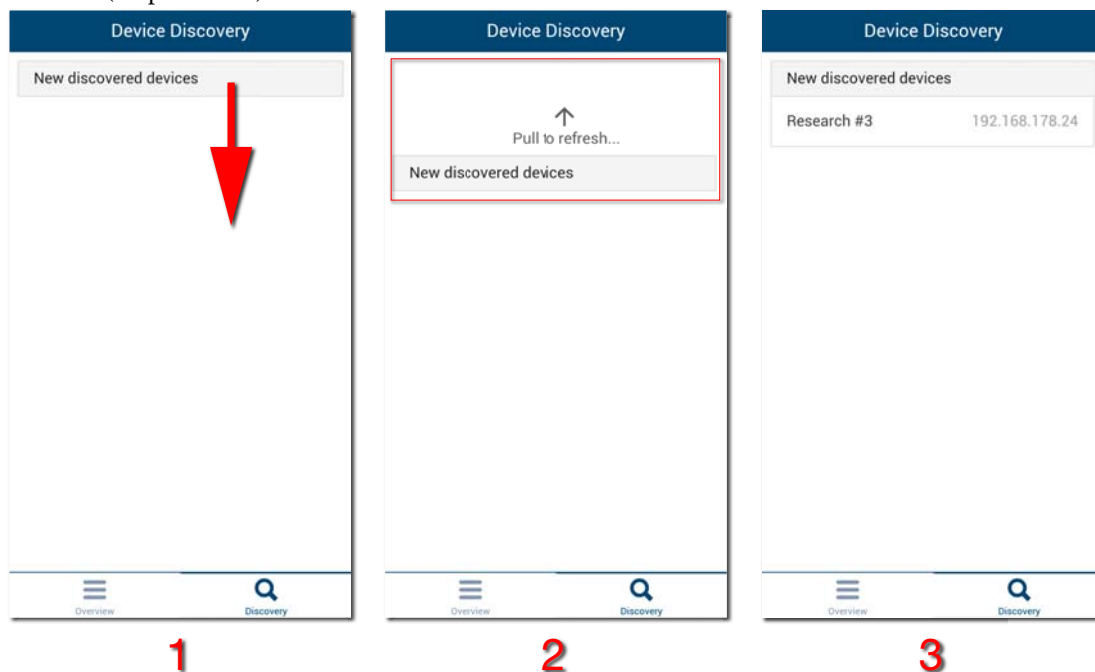 Device Discovery
New discovered devices
Overview
Discovery
1
Device Discovery
Pull to refresh...
New discovered devices
Overview
Discovery
2
Device Discovery
New discovered devices
Research #3 192.168.178.24
Overview
Discovery
3